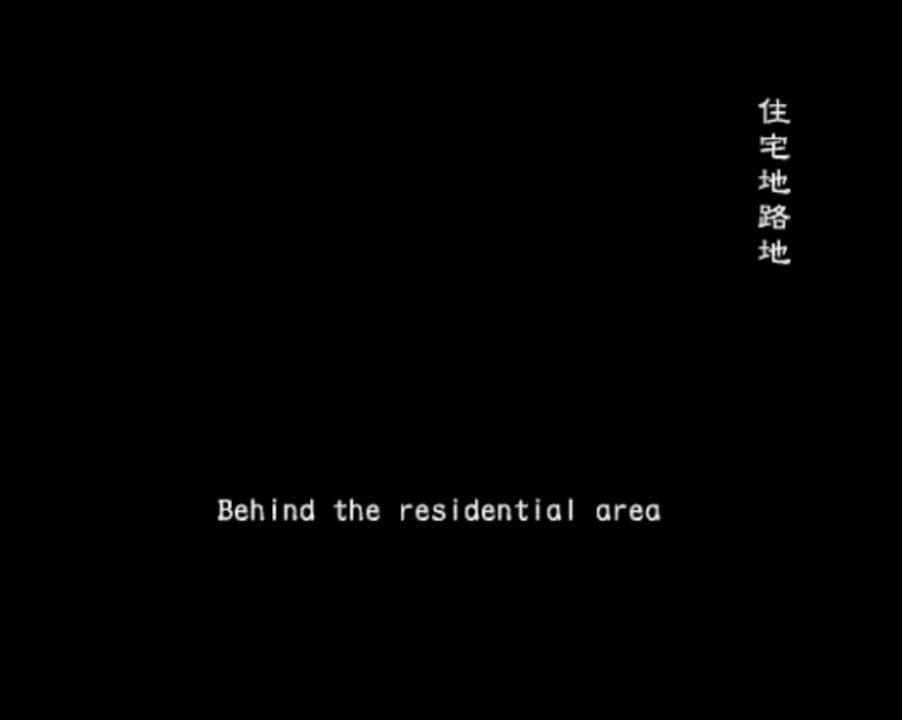 住宅地路地
Behind the residential area